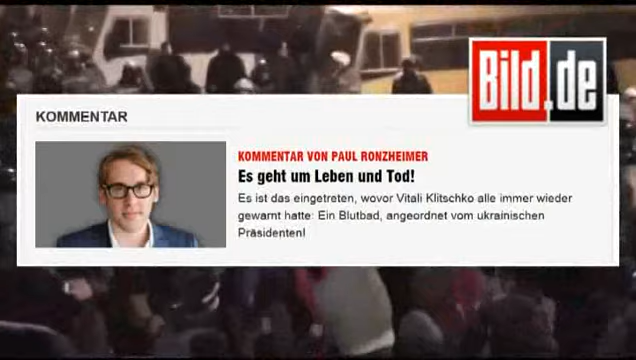 Bild.de
KOMMENTAR
KOMMENTAR VON PAUL RONZHEIMER
Es geht um Leben und Tod!
Es ist das eingetreten, wovor Vitali Klitschko alle immer wieder
gewarnt hatte: Ein Blutbad, angeordnet vom ukrainischen
Präsidenten!